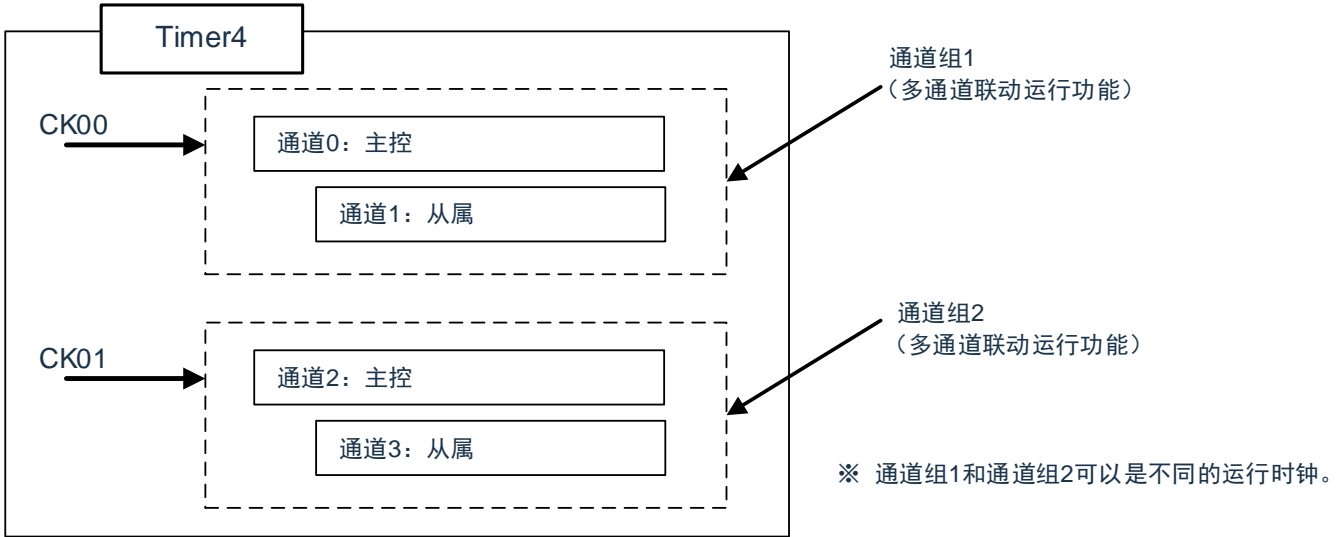 Timer4
通道组1
（多通道联动运行功能）
CK00
通道0：主控
通道1：从属
通道组2
（多通道联动运行功能）
CK01
通道2：主控
通道3：从属
※ 通道组1和通道组2可以是不同的运行时钟。